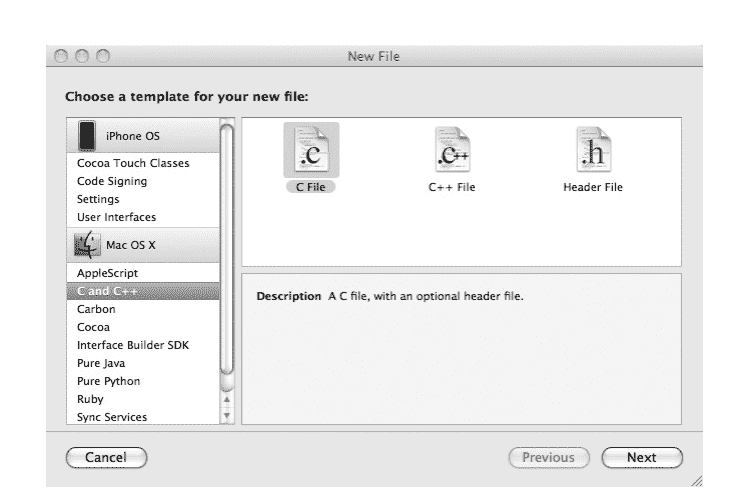 New File
Choose a template for your new file:
iPhone OS
Cocoa Touch Classes
Code Signing
Settings
User Interfaces
Mac OS X
AppleScript
C and C++
Carbon
Cocoa
Interface Builder SDK
Pure Java
Pure Python
Ruby
Sync Services
.c
C File
.C++
C++ File
.h
Header File
Description A C file, with an optional header file.
Cancel
Previous
Next